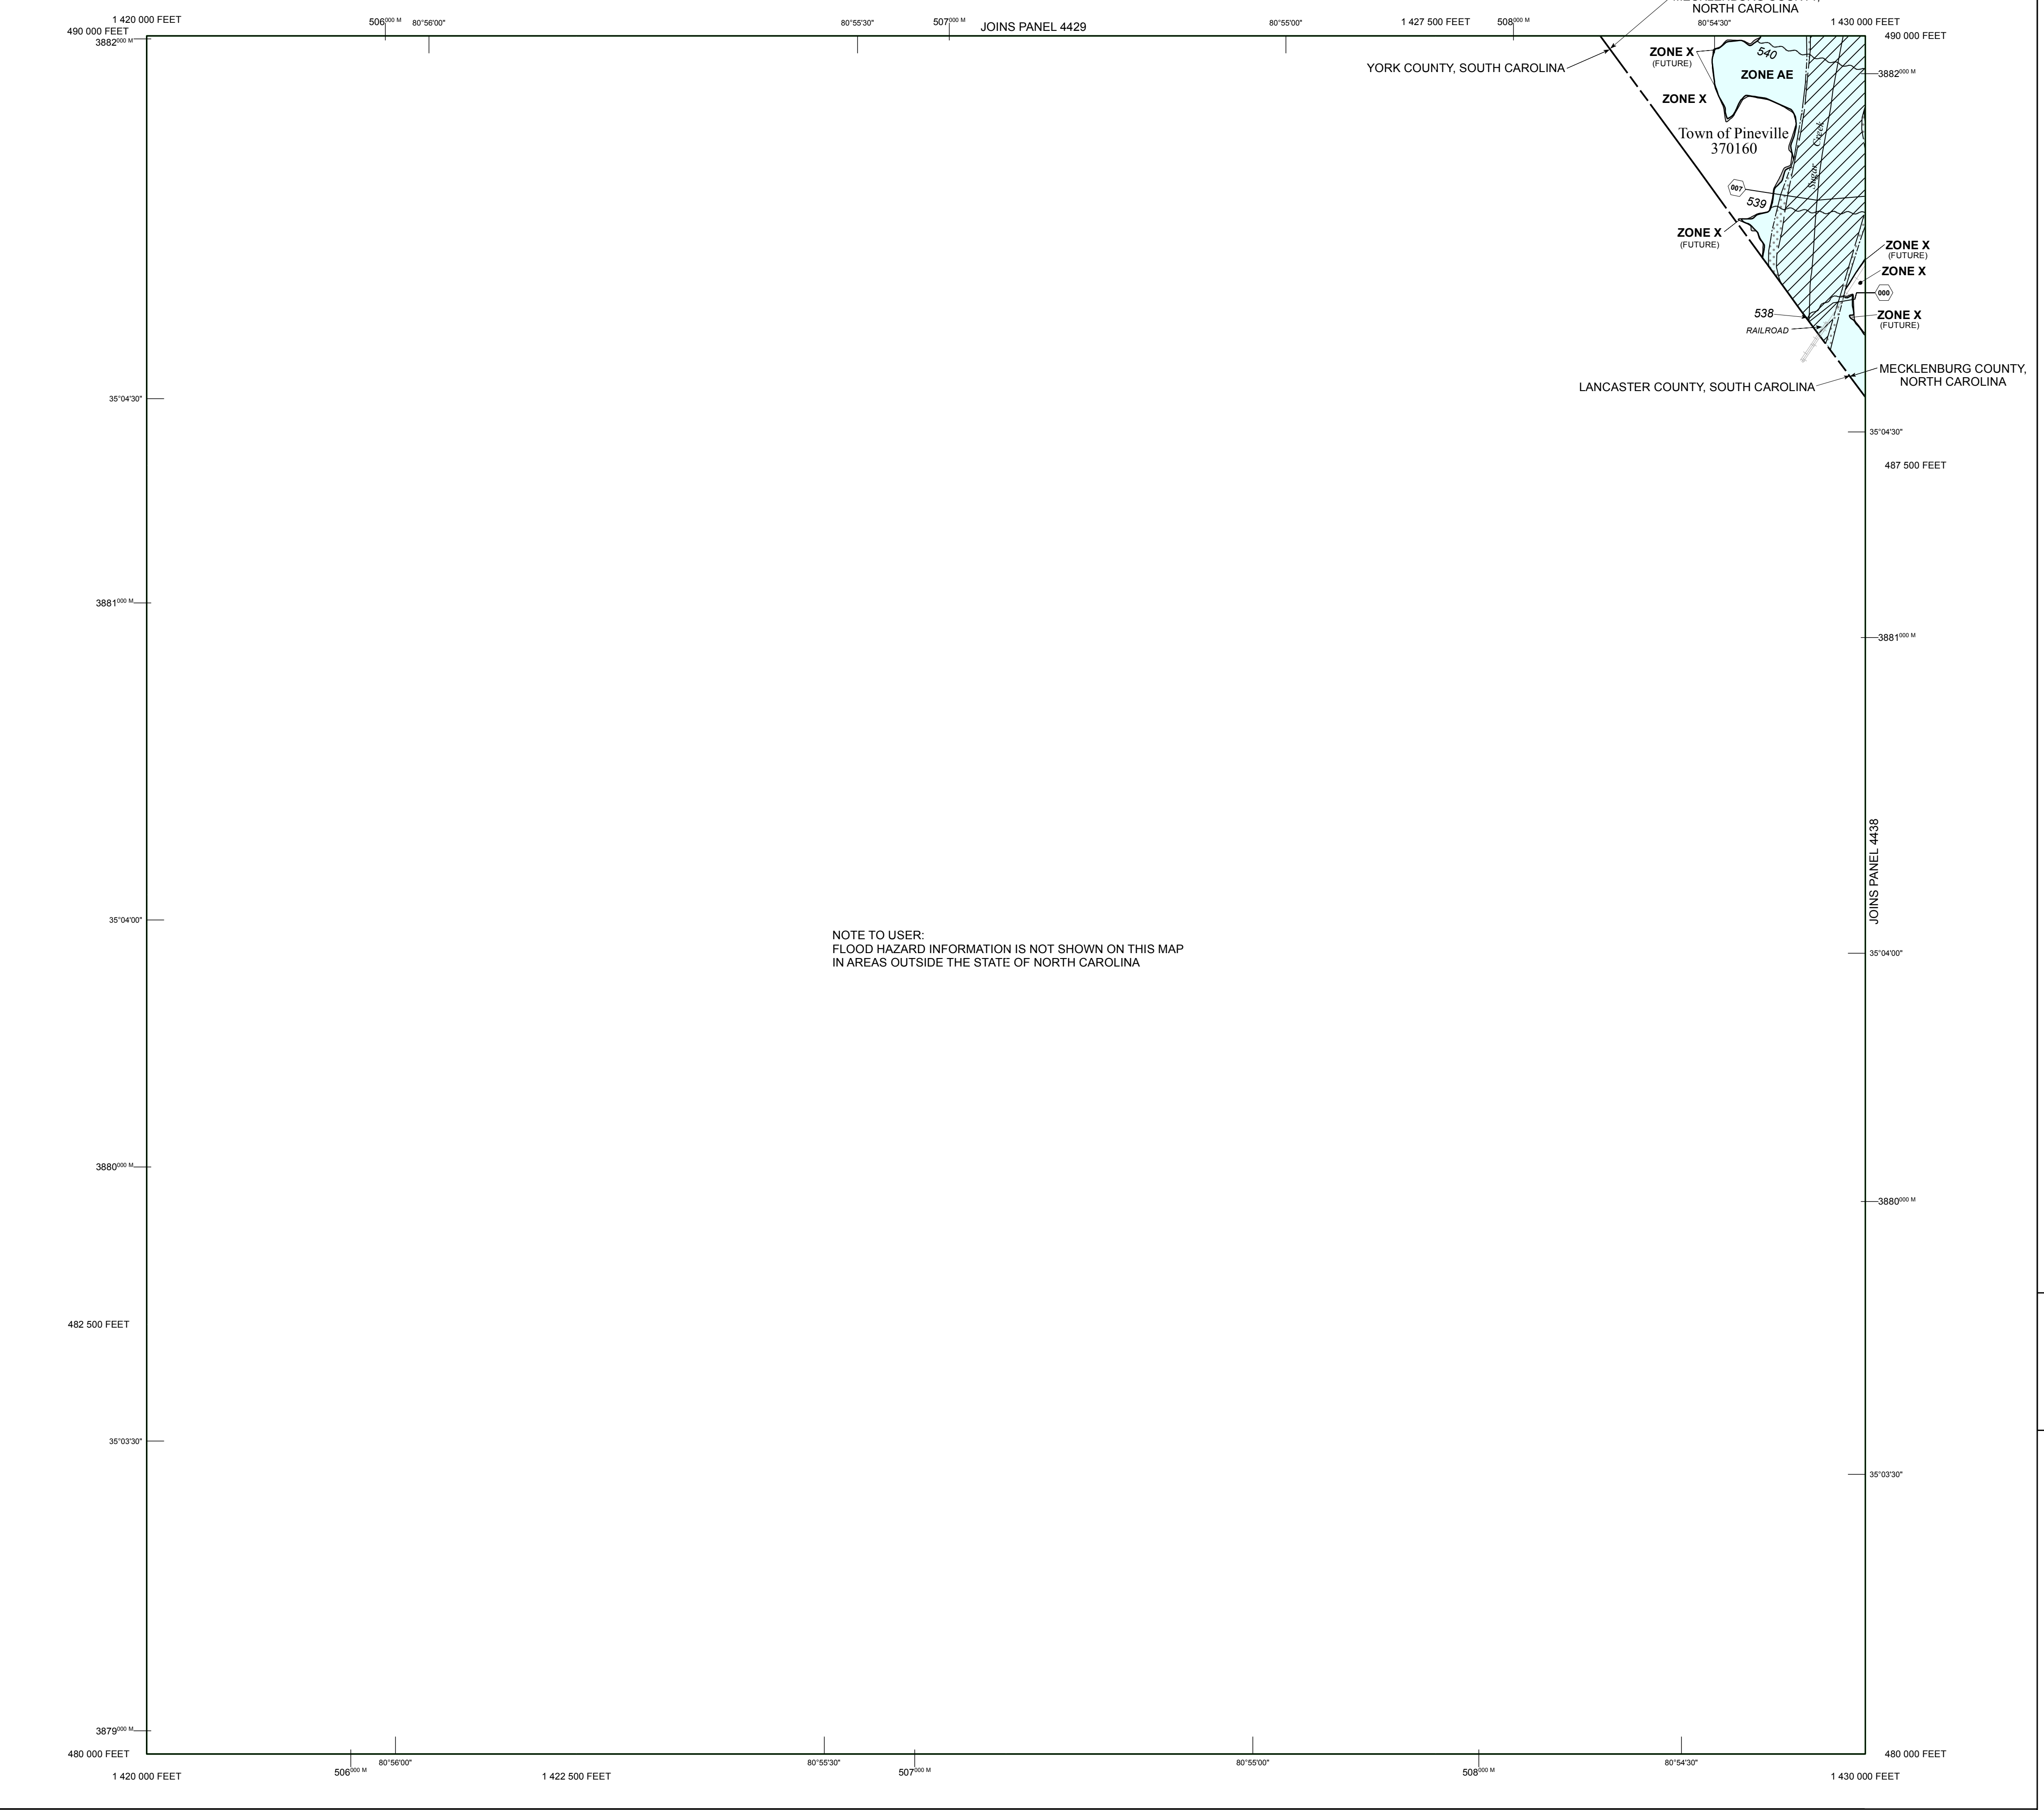 MECKLENBURG COUNTY,
NORTH CAROLINA
1 420 000 FEET
506000 M
80°56'00"
80°55'30"
507000 M
JOINS PANEL 4429
80°55'00"
1 427 500 FEET
508000 M
80°54'30"
1 430 000 FEET
490 000 FEET
490 000 FEET
3882000 M
YORK COUNTY, SOUTH CAROLINA
ZONE X
(FUTURE)
540
ZONE AE
3882000 M
ZONE X
Town of Pineville
370160
Sugar Creek
007
539
ZONE X
(FUTURE)
ZONE X
(FUTURE)
ZONE X
000
538
ZONE X
(FUTURE)
RAILROAD
MECKLENBURG COUNTY,
NORTH CAROLINA
LANCASTER COUNTY, SOUTH CAROLINA
35°04'30"
35°04'30"
487 500 FEET
3881000 M
3881000 M
JOINS PANEL 4438
35°04'00"
NOTE TO USER:
FLOOD HAZARD INFORMATION IS NOT SHOWN ON THIS MAP
IN AREAS OUTSIDE THE STATE OF NORTH CAROLINA
35°04'00"
3880000 M
3880000 M
482 500 FEET
35°03'30"
35°03'30"
3879000 M
480 000 FEET
480 000 FEET
1 420 000 FEET
506000 M
80°56'00"
1 422 500 FEET
80°55'30"
507000 M
80°55'00"
508000 M
80°54'30"
1 430 000 FEET